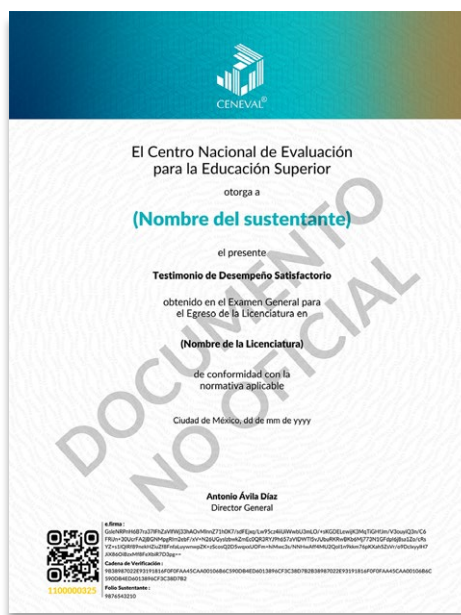 CENEVAL®
El Centro Nacional de Evaluación
para la Educación Superior
otorga a
(Nombre del sustentante)
el presente
Testimonio de Desempeño Satisfactorio
obtenido en el Examen General para
el Egreso de la Licenciatura en
(Nombre de la Licenciatura)
de conformidad con la
normativa aplicable
Ciudad de México, dd de mm de yyyy
DOCUMENTO
NO OFICIAL
Antonio Ávila Díaz
Director General
e.firma:
Cadena de Verificación:
Folio Sustentante:
9876543210
1100000325